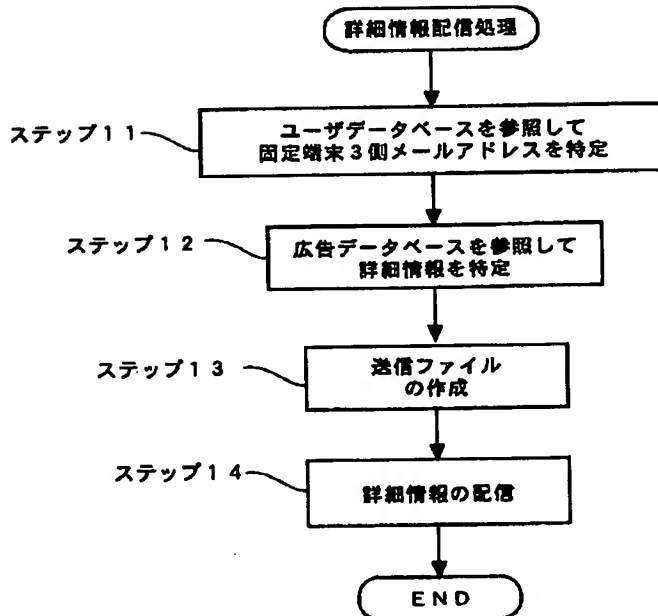 詳細情報配信処理
ステップ11
ユーザデータベースを参照して
固定端末3側メールアドレスを特定
ステップ12
広告データベースを参照して
詳細情報を特定
ステップ13
送信ファイル
の作成
ステップ14
詳細情報の配信
END